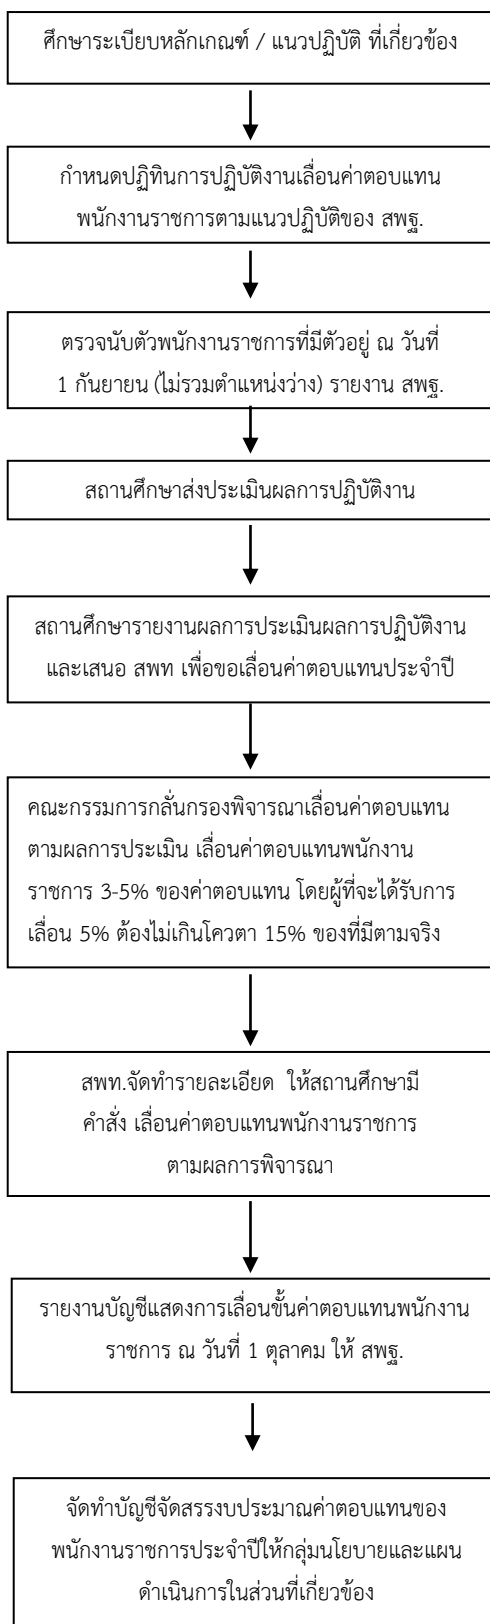 ศึกษาระเบียบหลักเกณฑ์ / แนวปฏิบัติ ที่เกี่ยวข้อง
กำหนดปฏิทินการปฏิบัติงานเลื่อนค่าตอบแทน
พนักงานราชการตามแนวปฏิบัติของ สพฐ.
ตรวจนับตัวพนักงานราชการที่มีตัวอยู่ ณ วันที่
1 กันยายน (ไม่รวมตำแหน่งว่าง) รายงาน สพฐ.
สถานศึกษาส่งประเมินผลการปฏิบัติงาน
สถานศึกษารายงานผลการประเมินผลการปฏิบัติงาน
และเสนอ สพท เพื่อขอเลื่อนค่าตอบแทนประจำปี
คณะกรรมการกลั่นกรองพิจารณาเลื่อนค่าตอบแทน
ตามผลการประเมิน เลื่อนค่าตอบแทนพนักงาน
ราชการ 3-5% ของค่าตอบแทน โดยผู้ที่จะได้รับการ
เลื่อน 5% ต้องไม่เกินโควตา 15% ของที่มีตามจริง
สพท.จัดทำรายละเอียด ให้สถานศึกษามี
คำสั่ง เลื่อนค่าตอบแทนพนักงานราชการ
ตามผลการพิจารณา
รายงานบัญชีแสดงการเลื่อนขั้นค่าตอบแทนพนักงาน
ราชการ ณ วันที่ 1 ตุลาคม ให้ สพฐ.
จัดทำบัญชีจัดสรรงบประมาณค่าตอบแทนของ
พนักงานราชการประจำปีให้กลุ่มนโยบายและแผน
ดำเนินการในส่วนที่เกี่ยวข้อง